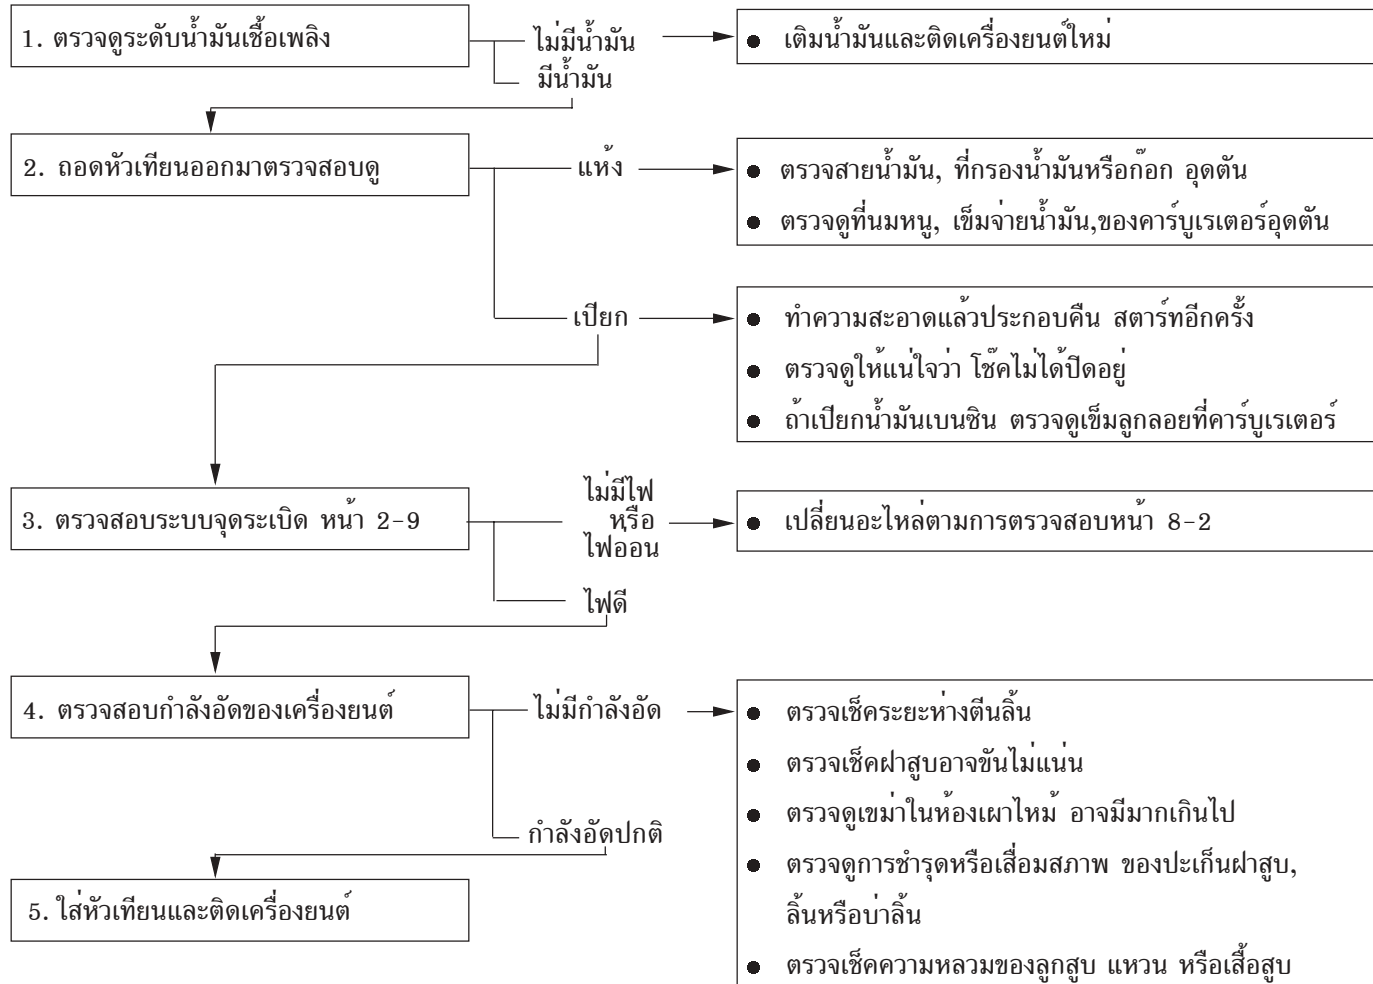 1. ตรวจดูระดับน้ำมันเชื้อเพลิง
ไม่มีน้ำมัน
● เติมน้ำมันและติดเครื่องยนต์ใหม่
มีน้ำมัน
2. ถอดหัวเทียนออกมาตรวจสอบดู
แห้ง
● ตรวจสายน้ำมัน, ที่กรองน้ำมันหรือก๊อก อุดตัน
● ตรวจดูที่นมหนู, เข็มจ่ายน้ำมัน,ของคาร์บูเรเตอร์อุดตัน
เปียก
● ทำความสะอาดแล้วประกอบคืน สตาร์ทอีกครั้ง
● ตรวจดูให้แน่ใจว่า โช๊คไม่ได้ปิดอยู่
● ถ้าเปียกน้ำมันเบนซิน ตรวจดูเข็มลูกลอยที่คาร์บูเรเตอร์
3. ตรวจสอบระบบจุดระเบิด หน้า 2-9
ไม่มีไฟ
หรือ
ไฟอ่อน
● เปลี่ยนอะไหล่ตามการตรวจสอบหน้า 8-2
ไฟดี
4. ตรวจสอบกำลังอัดของเครื่องยนต์
ไม่มีกำลังอัด
● ตรวจเช็คระยะห่างตีนลิ้น
● ตรวจเช็คฝาสูบอาจขันไม่แน่น
● ตรวจดูเขม่าในห้องเผาไหม้ อาจมีมากเกินไป
● ตรวจดูการชำรุดหรือเสื่อมสภาพ ของปะเก็นฝาสูบ,
ลิ้นหรือบ่าลิ้น
● ตรวจเช็คความหลวมของลูกสูบ แหวน หรือเสื้อสูบ
กำลังอัดปกติ
5. ใส่หัวเทียนและติดเครื่องยนต์